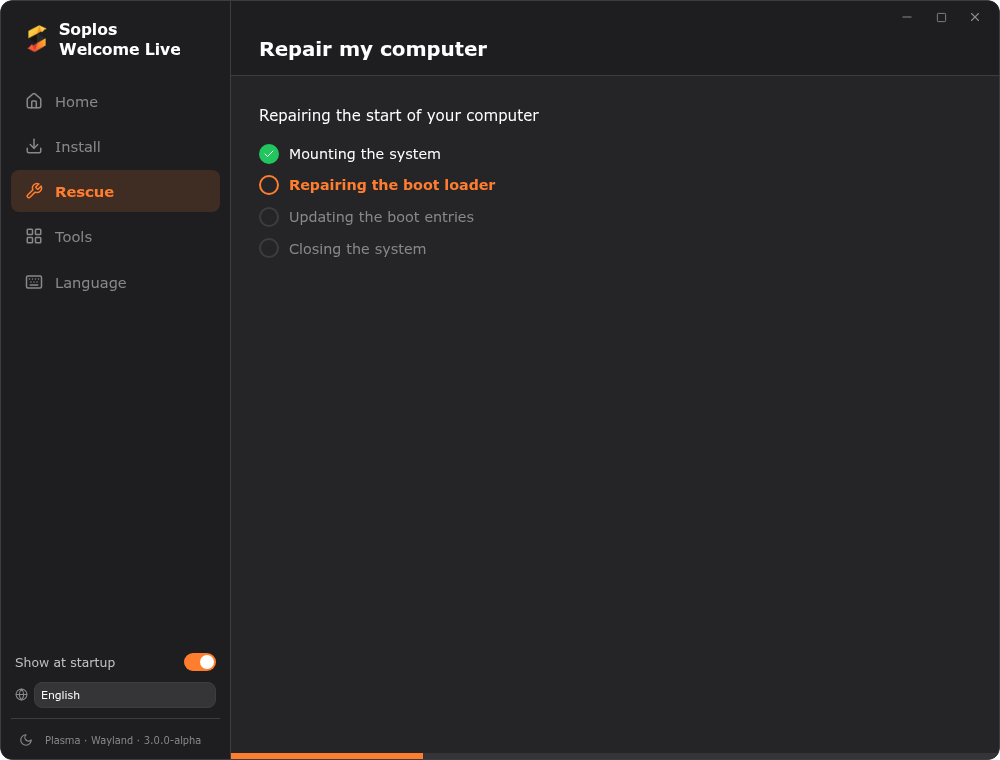 Soplos
Welcome Live
Home
Install
Rescue
Tools
Language
Show at startup
English
Plasma · Wayland · 3.0.0-alpha
Repair my computer
Repairing the start of your computer
Mounting the system
Repairing the boot loader
Updating the boot entries
Closing the system